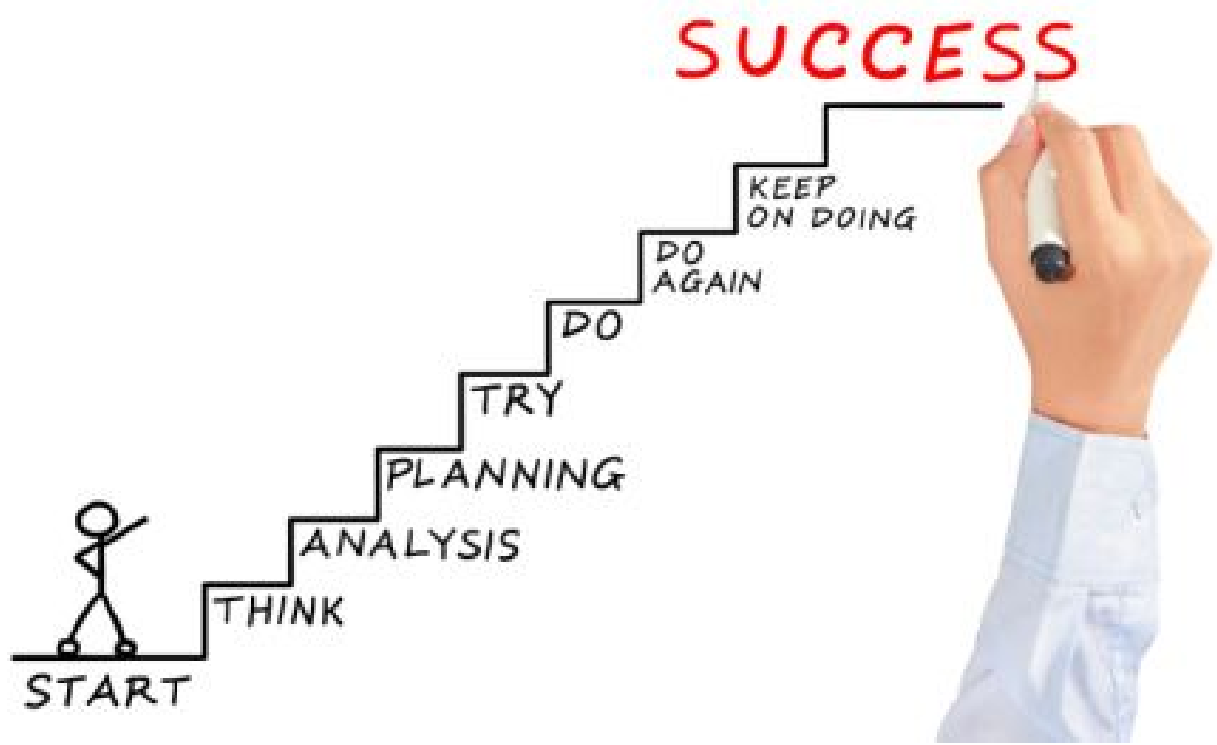 SUCCESS
KEEP
ON DOING
DO
AGAIN
DO
TRY
PLANNING
ANALYSIS
THINK
START